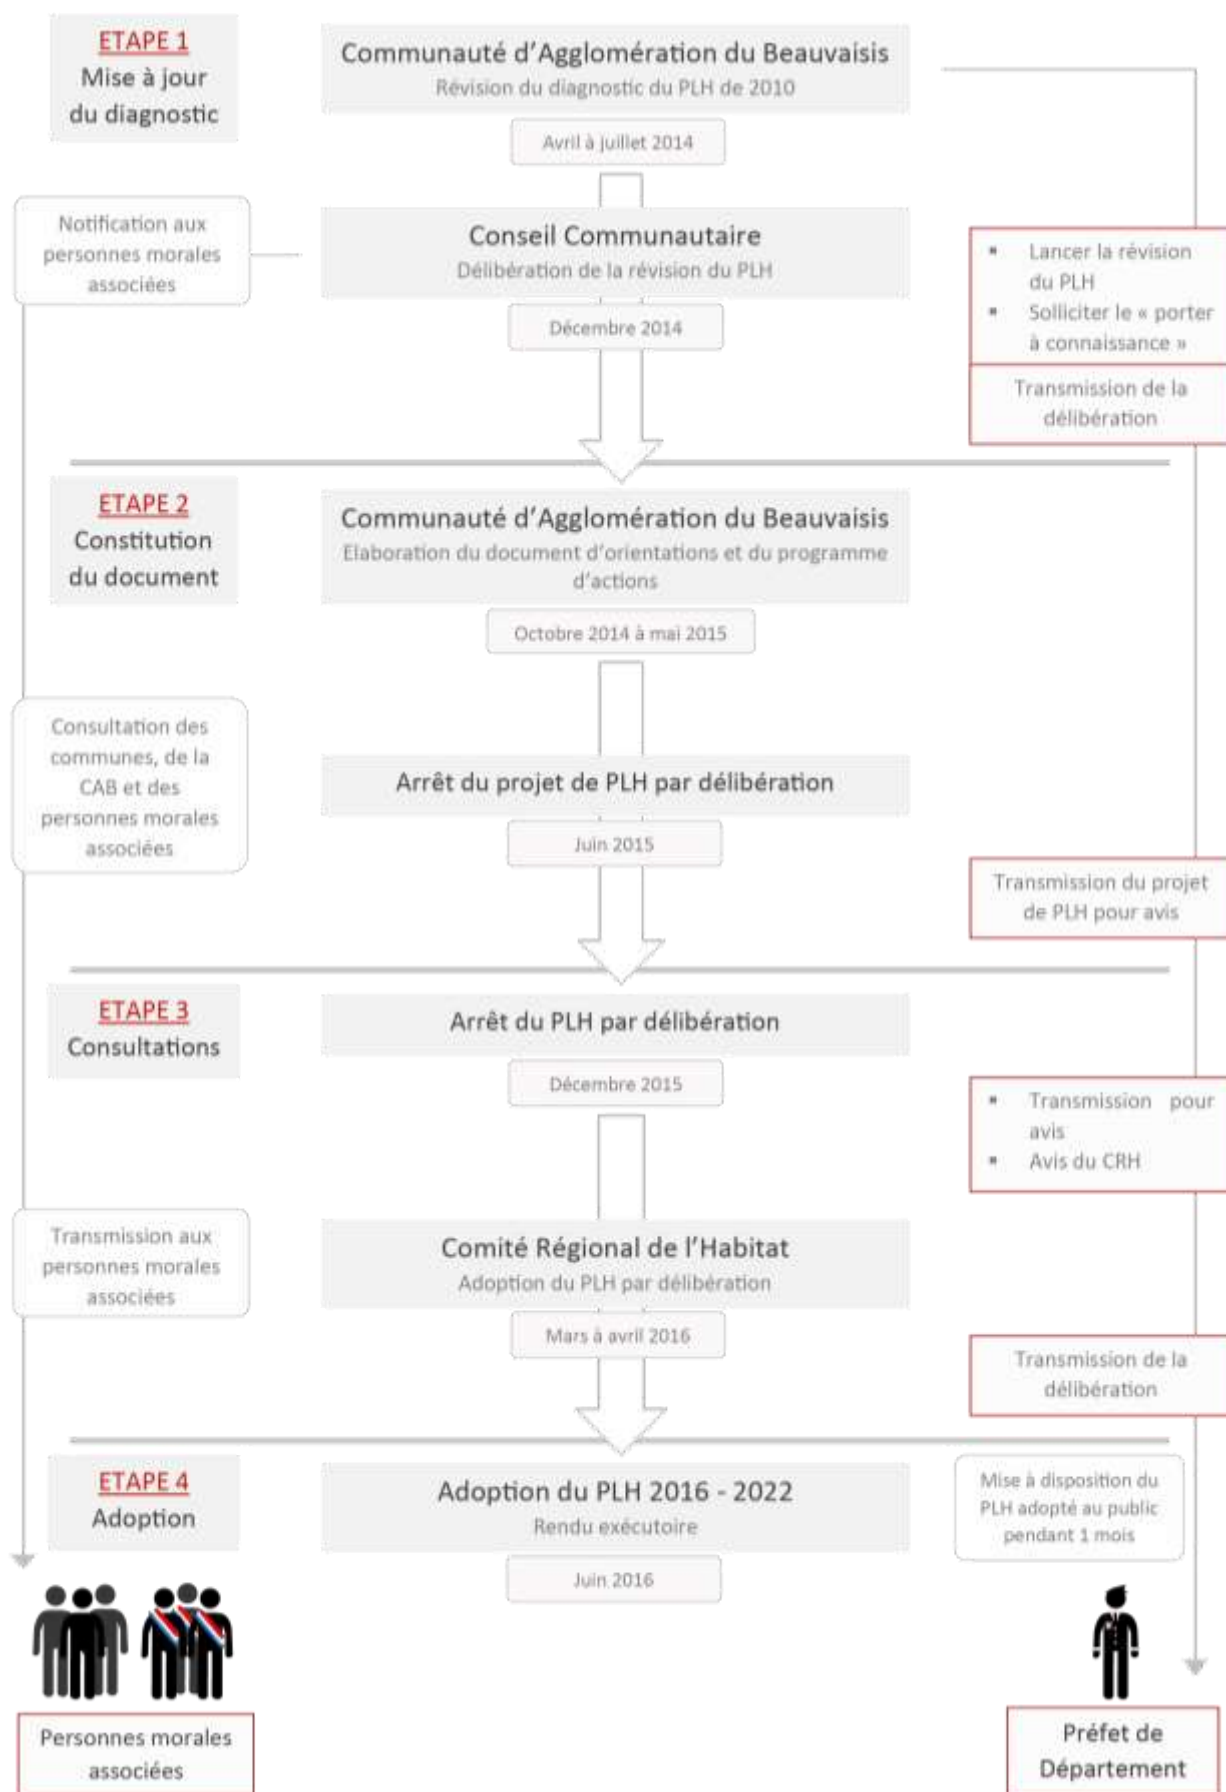 ETAPE 1
Mise à jour
du diagnostic
Communauté d'Agglomération du Beauvaisis
Révision du diagnostic du PLH de 2010
Avril à juillet 2014
Notification aux
personnes morales
associées
Conseil Communautaire
Délibération de la révision du PLH
Décembre 2014
▪ Lancer la révision
du PLH
▪ Solliciter le « porter
à connaissance »
Transmission de la
délibération
ETAPE 2
Constitution
du document
Communauté d'Agglomération du Beauvaisis
Elaboration du document d'orientations et du programme
d'actions
Octobre 2014 à mai 2015
Consultation des
communes, de la
CAB et des
personnes morales
associées
Arrêt du projet de PLH par délibération
Juin 2015
Transmission du projet
de PLH pour avis
ETAPE 3
Consultations
Arrêt du PLH par délibération
Décembre 2015
▪ Transmission pour
avis
▪ Avis du CRH
Transmission aux
personnes morales
associées
Comité Régional de l'Habitat
Adoption du PLH par délibération
Mars à avril 2016
Transmission de la
délibération
ETAPE 4
Adoption
Adoption du PLH 2016 - 2022
Rendu exécutoire
Juin 2016
Mise à disposition du
PLH adopté au public
pendant 1 mois
Personnes morales
associées
Préfet de
Département